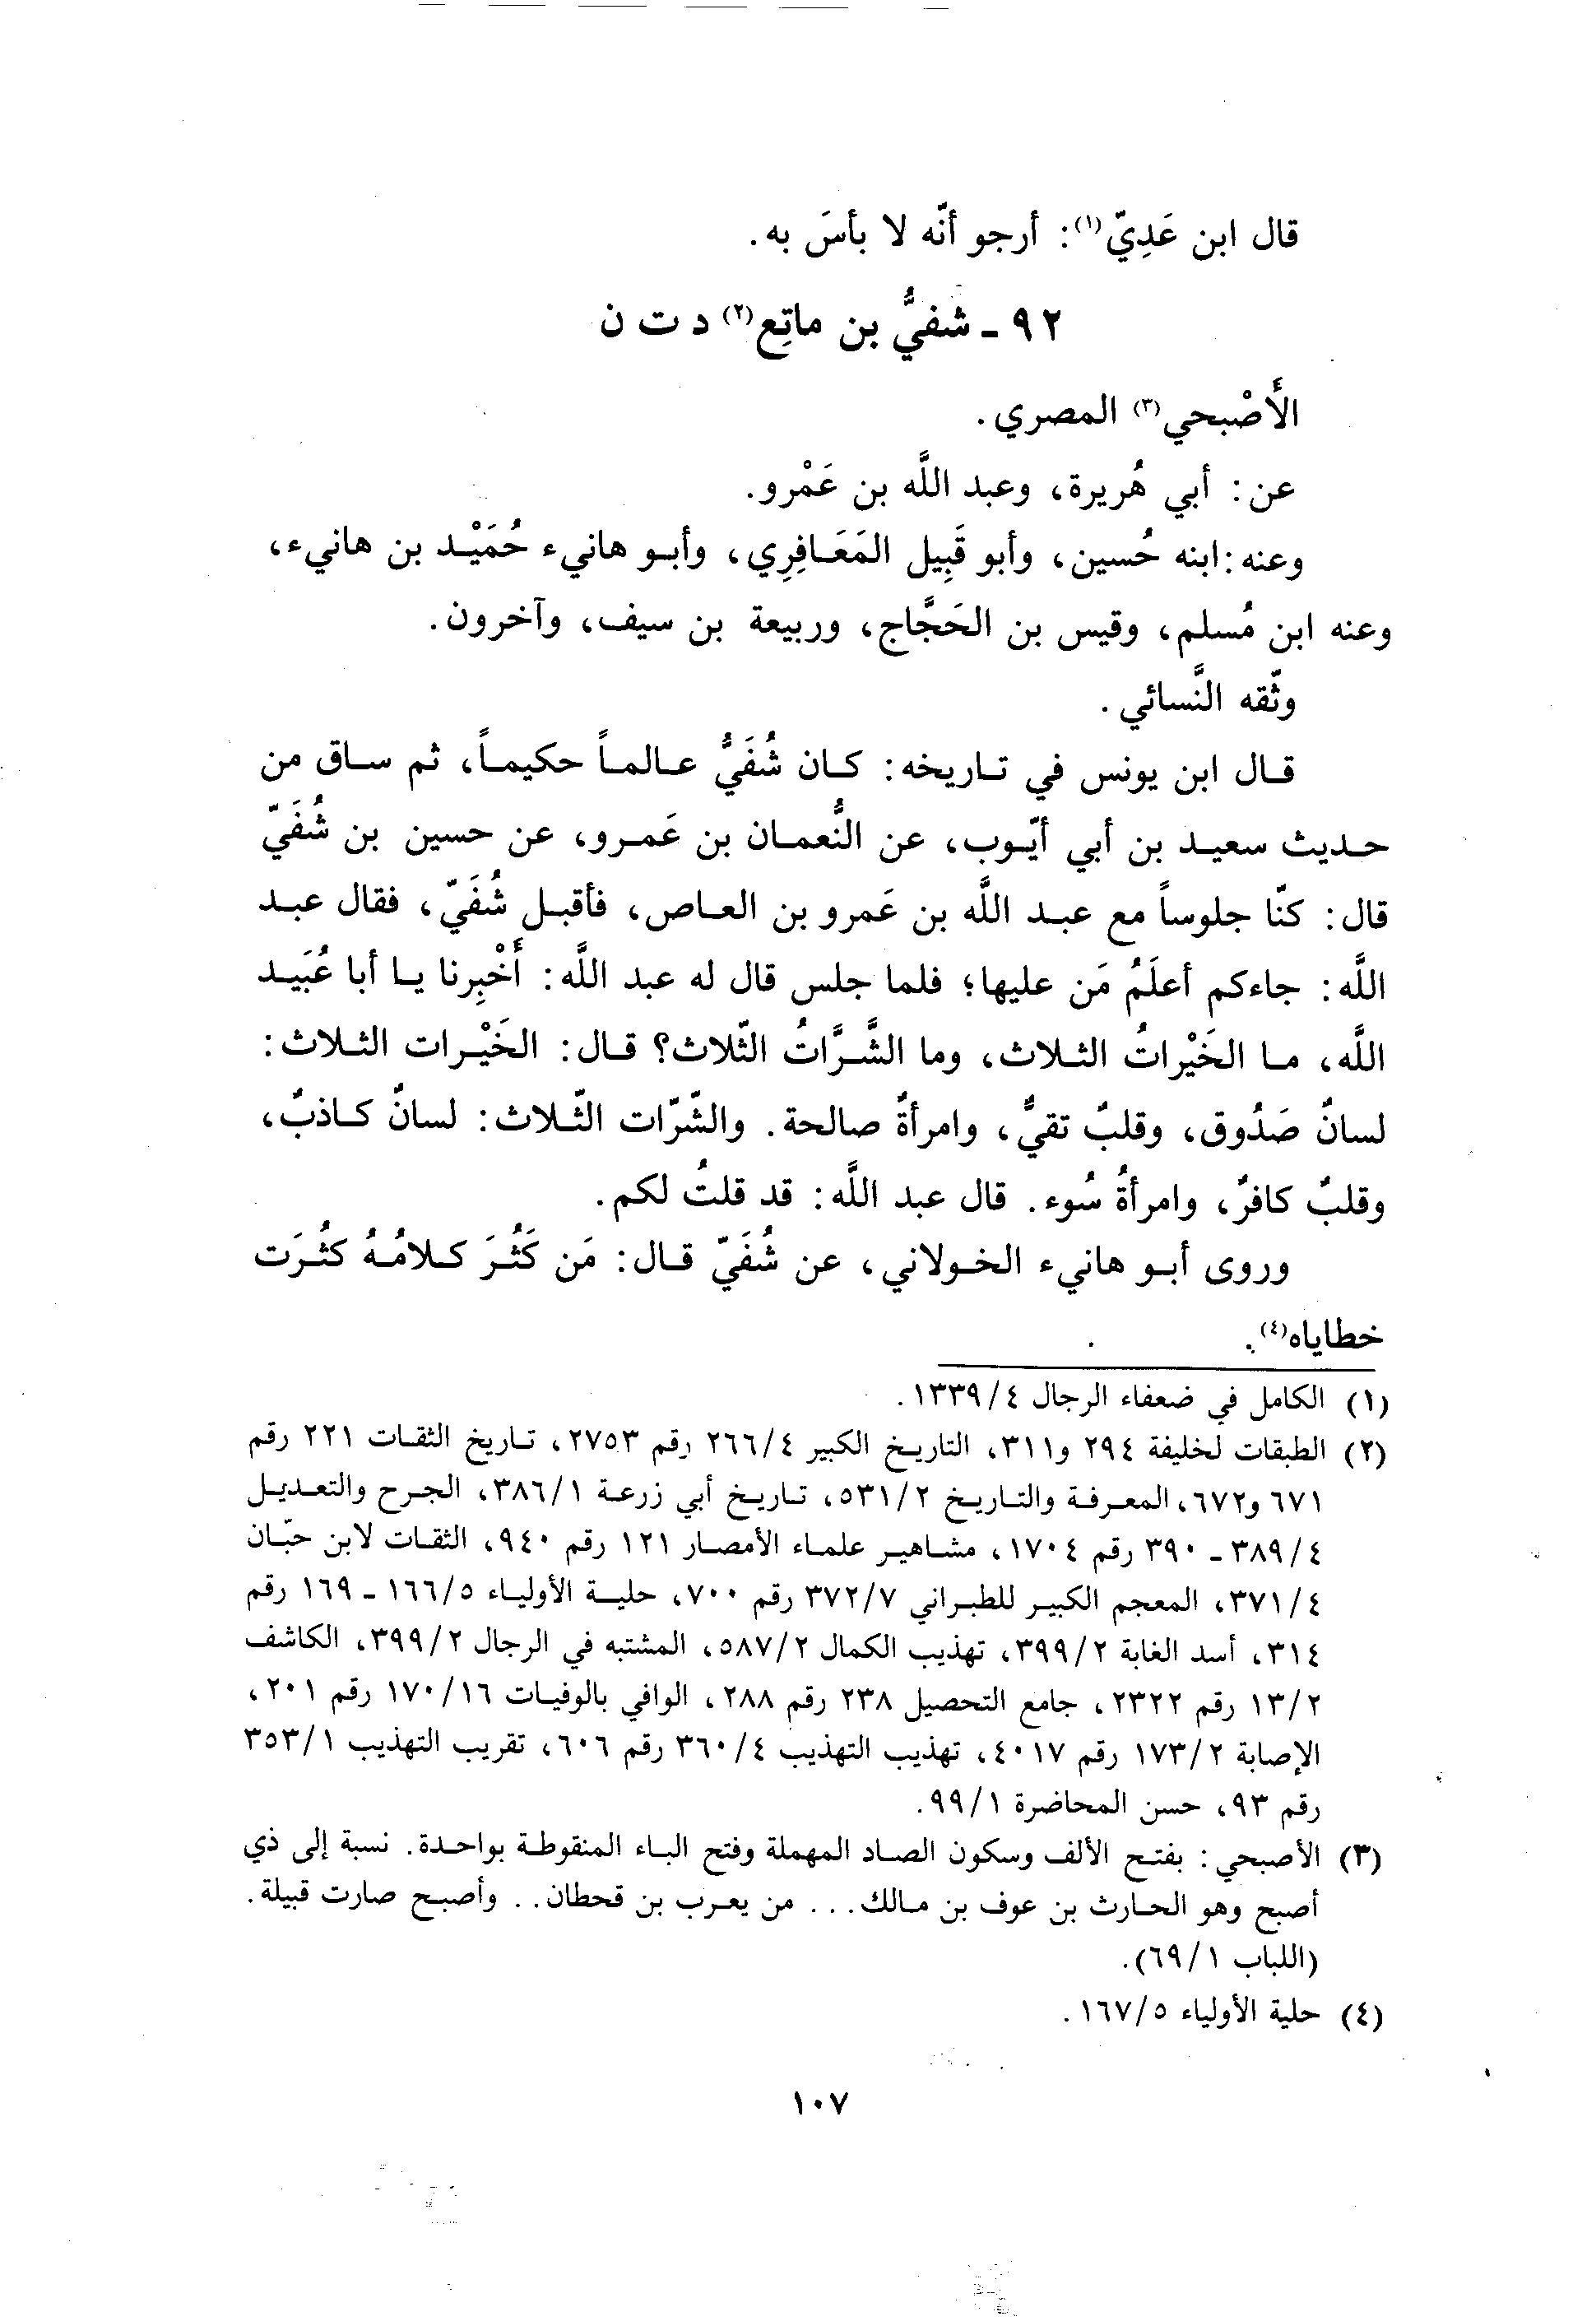 قال ابن عَدِيّ(١): أرجو أنّه لا بأسَ به.
٩٢ - شفيُّ بن ماتِع(٢) د ت ن
الأَصْبحي(٣) المصري.
عن: أبي هُريرة، وعبد اللَّه بن عَمْرو.
وعنه: ابنه حُسين، وأبو قَبِيل المَعَافِرِي، وأبو هانيء حُمَيْد بن هانيء،
وعنه ابن مُسلم، وقيس بن الحَجَّاج، وربيعة بن سيف، وآخرون.
وثّقه النَّسائي.
قال ابن يونس في تاريخه: كان شُفَيُّ عالماً حكيماً، ثم ساق من
حديث سعيد بن أبي أيّوب، عن النُّعمان بن عَمرو، عن حسين بن شُفَيّ
قال: كنّا جلوساً مع عبد اللَّه بن عَمرو بن العاص، فأقبل شُفَيّ، فقال عبد
اللَّه: جاءكم أعلَمُ مَن عليها؛ فلما جلس قال له عبد اللَّه: أَخْبِرنا يا أبا عُبَيد
اللَّه، ما الخَيْراتُ الثلاث، وما الشَّرَّاتُ الثّلاث؟ قال: الخَيْرات الثلاث:
لسانٌ صَدُوق، وقلبٌ تقيٌّ، وامرأةٌ صالحة. والشّرّات الثّلاث: لسانٌ كاذبٌ،
وقلبٌ كافرٌ، وامرأةُ سُوء. قال عبد اللَّه: قد قلتُ لكم.
وروى أبو هانيء الخولاني، عن شُفَيّ قال: مَن كَثُرَ كلامُهُ كثُرَت
خطاياه(٤).
(١) الكامل في ضعفاء الرجال ٤/١٣٣٩.
(٢) الطبقات لخليفة ٢٩٤ و٣١١، التاريخ الكبير ٤/٢٦٦ رقم ٢٧٥٣، تاريخ الثقات ٢٢١ رقم
٦٧١ و٦٧٢، المعرفة والتاريخ ٢/٥٣١، تاريخ أبي زرعة ١/٣٨٦، الجرح والتعديل
٤/٣٨٩ - ٣٩٠ رقم ١٧٠٤، مشاهير علماء الأمصار ١٢١ رقم ٩٤٠، الثقات لابن حبّان
٤/٣٧١، المعجم الكبير للطبراني ٧/٣٧٢ رقم ٧٠٠، حلية الأولياء ٥/١٦٦ - ١٦٩ رقم
٣١٤، أسد الغابة ٢/٣٩٩، تهذيب الكمال ٢/٥٨٧، المشتبه في الرجال ٢/٣٩٩، الكاشف
٢/١٣ رقم ٢٣٢٢، جامع التحصيل ٢٣٨ رقم ٢٨٨، الوافي بالوفيات ١٦/١٧٠ رقم ٢٠١،
الإصابة ٢/١٧٣ رقم ٤٠١٧، تهذيب التهذيب ٤/٣٦٠ رقم ٦٠٦، تقريب التهذيب ١/٣٥٣
رقم ٩٣، حسن المحاضرة ١/٩٩.
(٣) الأصبحي: بفتح الألف وسكون الصاد المهملة وفتح الباء المنقوطة بواحدة. نسبة إلى ذي
أصبح وهو الحارث بن عوف بن مالك... من يعرب بن قحطان.. وأصبح صارت قبيلة.
(اللباب ١/٦٩).
(٤) حلية الأولياء ٥/١٦٧.
١٠٧